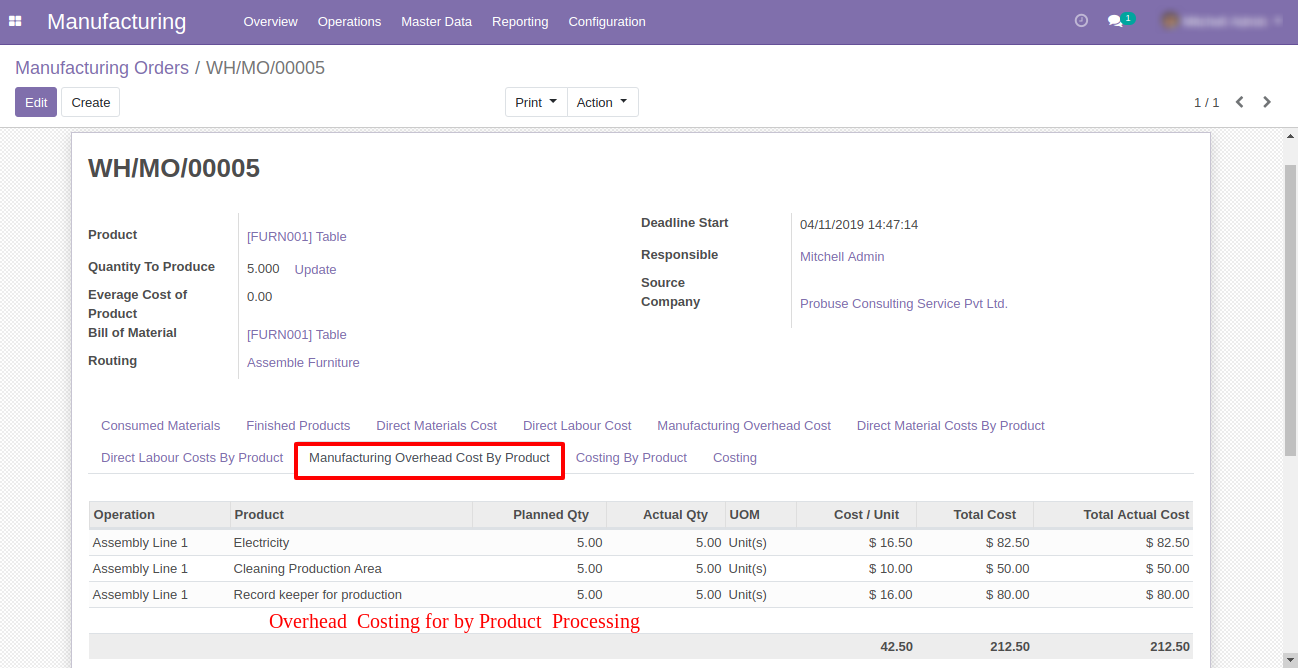 Manufacturing Overview Operations Master Data Reporting Configuration 1
Manufacturing Orders / WH/MO/00005
Edit Create Print Action 1 / 1
WH/MO/00005
Product [FURN001] Table
Quantity To Produce 5.000 Update
Everage Cost of Product 0.00
Bill of Material [FURN001] Table
Routing Assemble Furniture
Deadline Start 04/11/2019 14:47:14
Responsible Mitchell Admin
Source
Company Probuse Consulting Service Pvt Ltd.
Consumed Materials Finished Products Direct Materials Cost Direct Labour Cost Manufacturing Overhead Cost Direct Material Costs By Product
Direct Labour Costs By Product Manufacturing Overhead Cost By Product Costing By Product Costing
Operation Product Planned Qty Actual Qty UOM Cost / Unit Total Cost Total Actual Cost
Assembly Line 1 Electricity 5.00 5.00 Unit(s) $ 16.50 $ 82.50 $ 82.50
Assembly Line 1 Cleaning Production Area 5.00 5.00 Unit(s) $ 10.00 $ 50.00 $ 50.00
Assembly Line 1 Record keeper for production 5.00 5.00 Unit(s) $ 16.00 $ 80.00 $ 80.00
Overhead Costing for by Product Processing
42.50 212.50 212.50